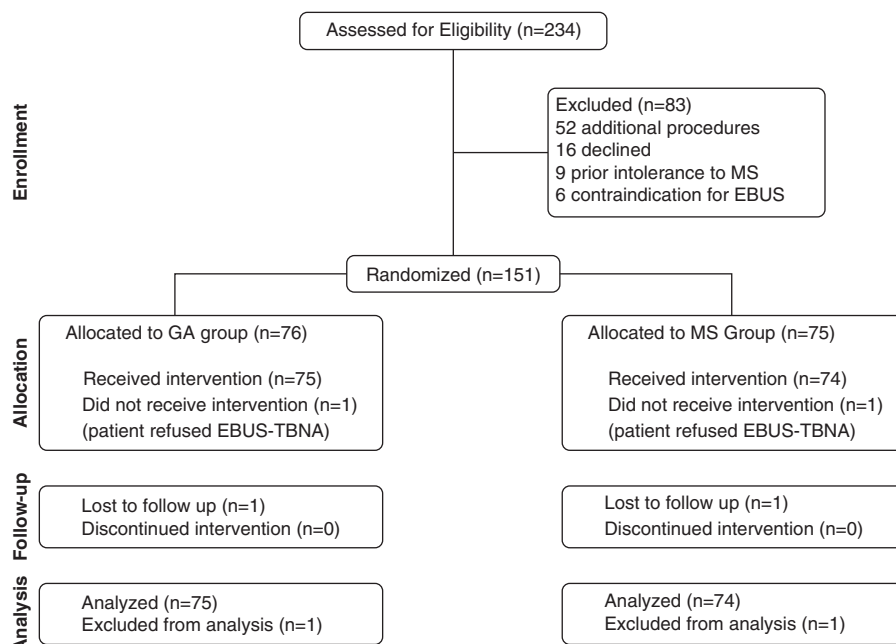 Assessed for Eligibility (n=234)
Enrollment
Excluded (n=83)
52 additional procedures
16 declined
9 prior intolerance to MS
6 contraindication for EBUS
Randomized (n=151)
Allocation
Allocated to GA group (n=76)
Received intervention (n=75)
Did not receive intervention (n=1)
(patient refused EBUS-TBNA)
Allocated to MS Group (n=75)
Received intervention (n=74)
Did not receive intervention (n=1)
(patient refused EBUS-TBNA)
Follow-up
Lost to follow up (n=1)
Discontinued intervention (n=0)
Lost to follow up (n=1)
Discontinued intervention (n=0)
Analysis
Analyzed (n=75)
Excluded from analysis (n=1)
Analyzed (n=74)
Excluded from analysis (n=1)